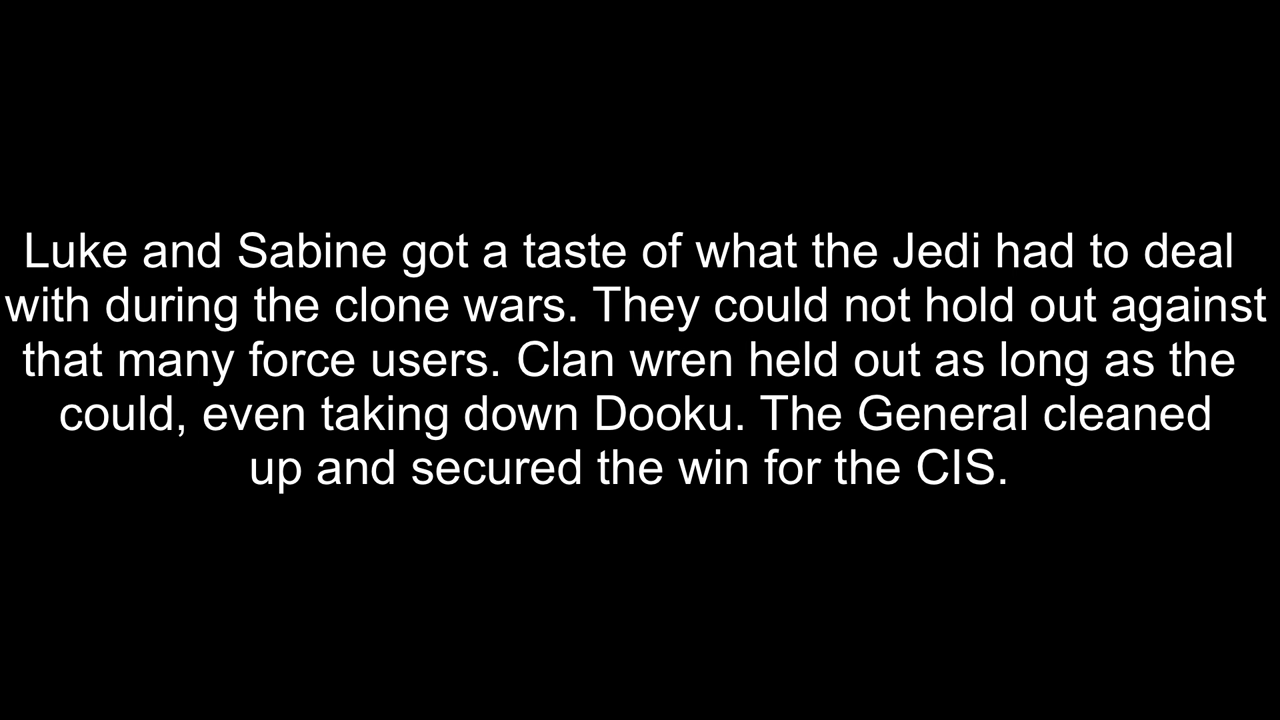 Luke and Sabine got a taste of what the Jedi had to deal
with during the clone wars. They could not hold out against
that many force users. Clan wren held out as long as the
could, even taking down Dooku. The General cleaned
up and secured the win for the CIS.